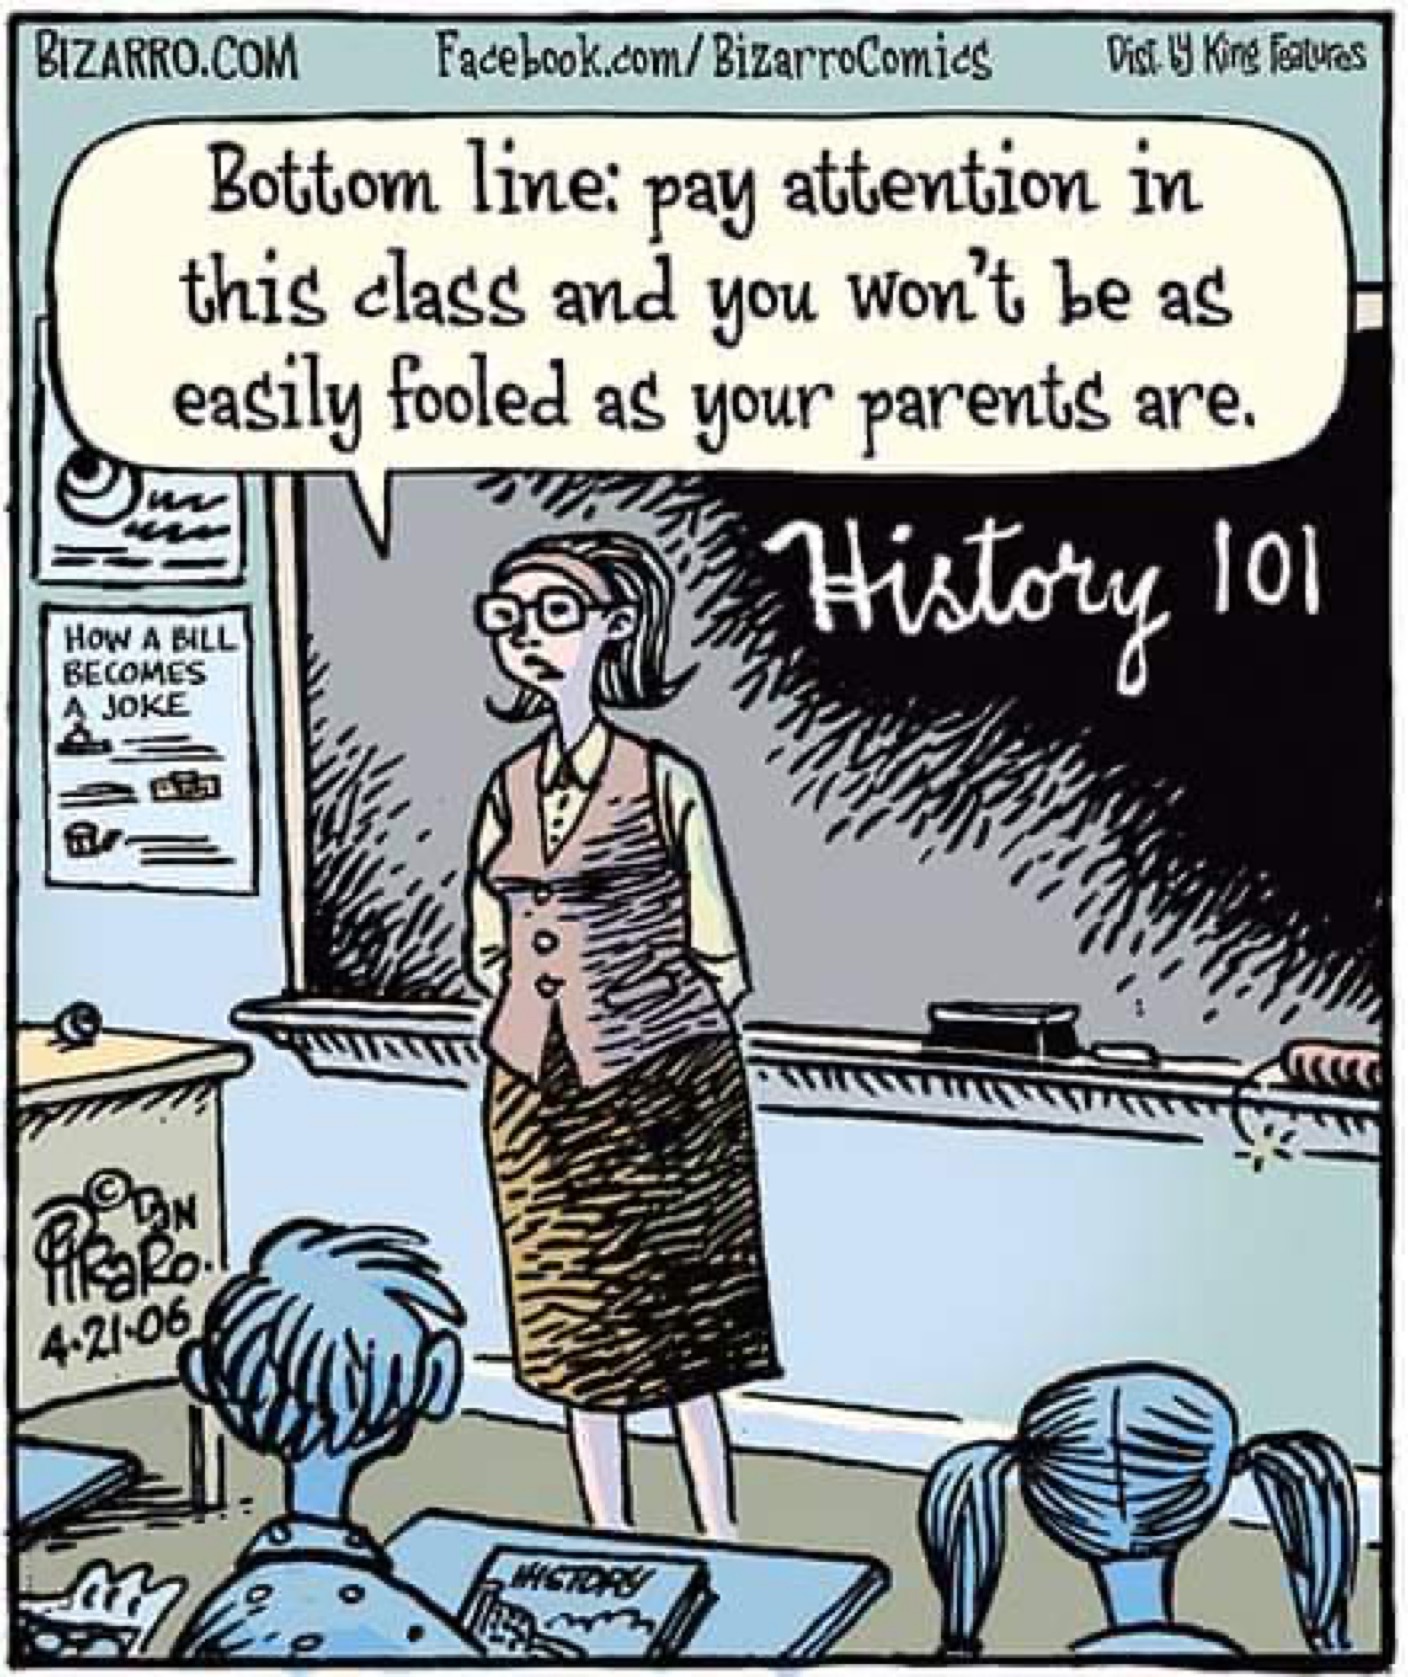 BIZARRO.COM Facebook.com/BizarroComics Dist. by King Features
Bottom line: pay attention in
this class and you won't be as
easily fooled as your parents are.
History 101
HOW A BILL
BECOMES
A JOKE
© DAN
PIRARO.
4.21.06
HISTORY